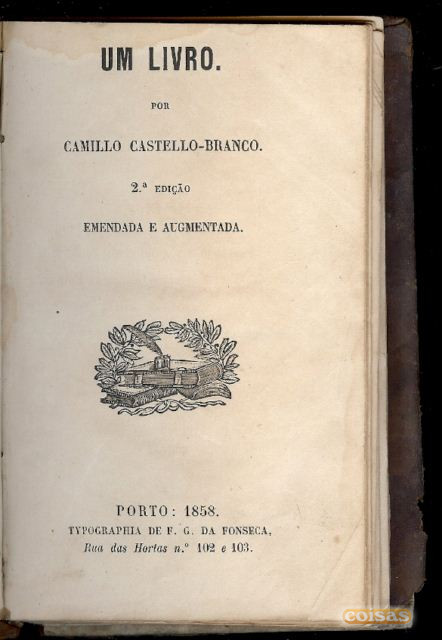 UM LIVRO.
POR
CAMILLO CASTELLO-BRANCO.
2.ª EDIÇÃO
EMENDADA E AUGMENTADA.
PORTO: 1858.
TYPOGRAPHIA DE F. G. DA FONSECA,
Rua das Hortas n.º 102 e 103.
coisas